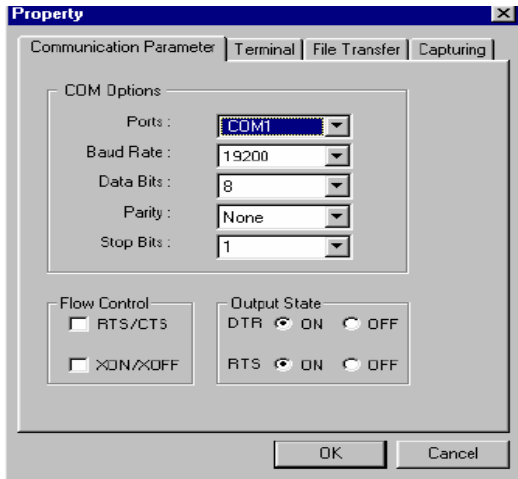 Property
Communication Parameter Terminal File Transfer Capturing
COM Options
Ports : COM1
Baud Rate : 19200
Data Bits : 8
Parity : None
Stop Bits : 1
Flow Control
RTS/CTS
XON/XOFF
Output State
DTR ON OFF
RTS ON OFF
OK Cancel